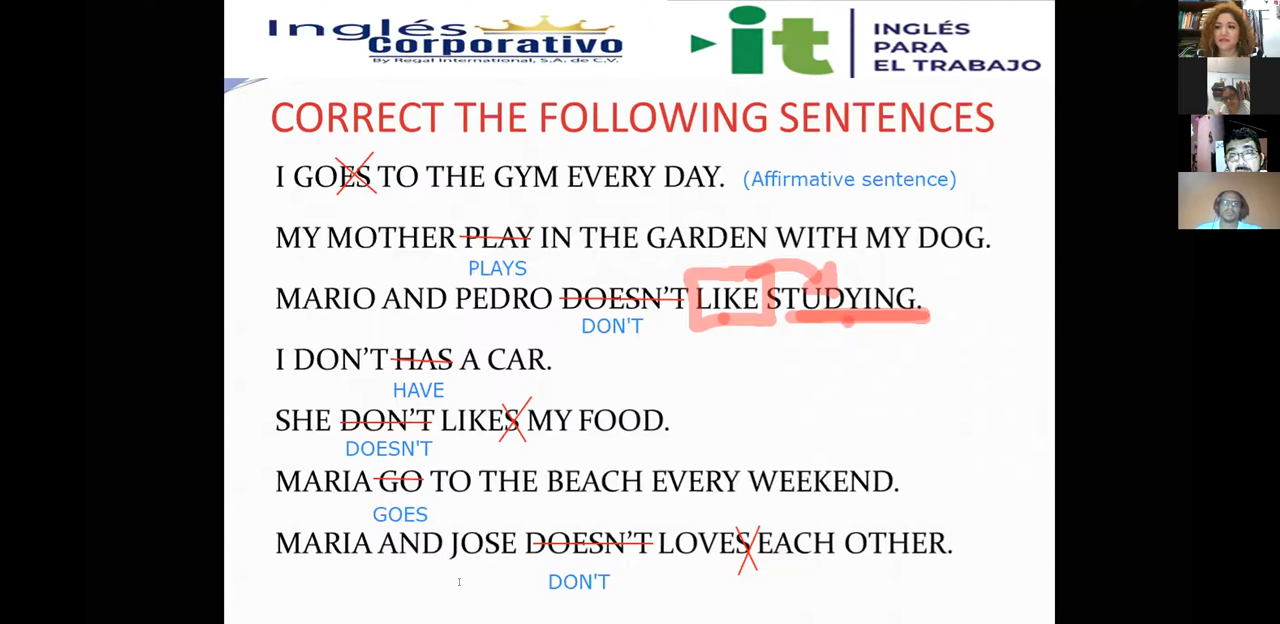 Inglés
Corporativo
By Regal International, S.A. de C.V.
it
INGLÉS
PARA
EL TRABAJO
CORRECT THE FOLLOWING SENTENCES
I GOES TO THE GYM EVERY DAY. (Affirmative sentence)
MY MOTHER PLAY IN THE GARDEN WITH MY DOG.
PLAYS
MARIO AND PEDRO DOESN'T LIKE STUDYING.
DON'T
I DON'T HAS A CAR.
HAVE
SHE DON'T LIKES MY FOOD.
DOESN'T
MARIA GO TO THE BEACH EVERY WEEKEND.
GOES
MARIA AND JOSE DOESN'T LOVES EACH OTHER.
DON'T